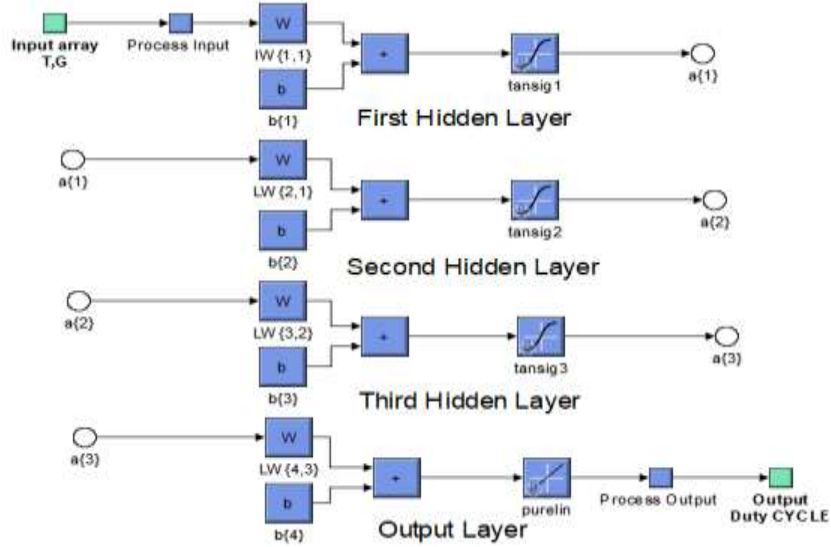 W
Input array
T,G
Process Input
IW{1,1}
+
tansig1
a{1}
b
b{1}
First Hidden Layer
W
a{1}
LW{2,1}
+
tansig2
a{2}
b
b{2}
Second Hidden Layer
W
a{2}
LW{3,2}
+
tansig3
a{3}
b
b{3}
Third Hidden Layer
W
a{3}
LW{4,3}
+
purelin
Process Output
Output
Duty CYCLE
b
b{4}
Output Layer